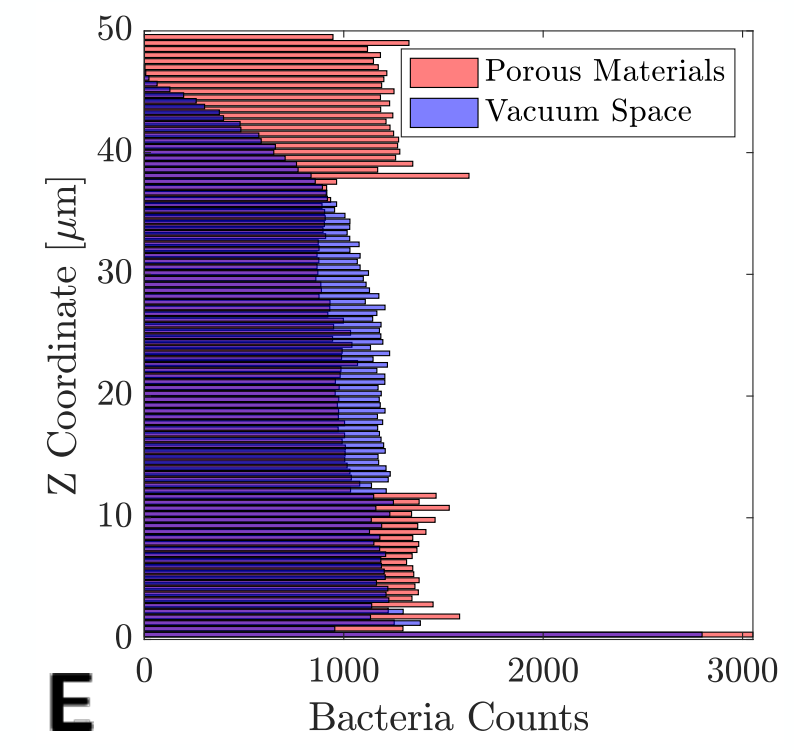 50
40
30
20
10
0
Z Coordinate [μm]
Porous Materials
Vacuum Space
0 1000 2000 3000
Bacteria Counts
E